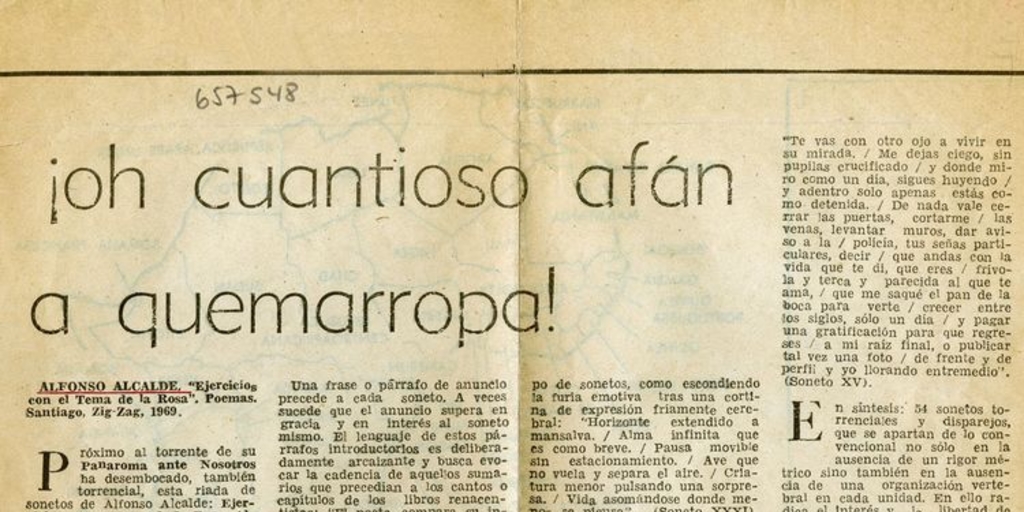 657548
¡oh cuantioso afán
a quemarropa!
ALFONSO ALCALDE, "Ejercicios
con el Tema de la Rosa". Poemas.
Santiago, Zig-Zag, 1969.
Próximo al torrente de su
Panaroma ante Nosotros
ha desembocado, también
torrencial, esta riada de
sonetos de Alfonso Alcalde: Ejer-
Una frase o párrafo de anuncio
precede a cada soneto. A veces
sucede que el anuncio supera en
gracia y en interés al soneto
mismo. El lenguaje de estos pá-
rrafos introductorios es delibera-
damente arcaizante y busca evo-
car la cadencia de aquellos suma-
rios que precedían a los cantos o
capítulos de los libros renacen-
po de sonetos, como escondiendo
la furia emotiva tras una corti-
na de expresión fríamente cere-
bral: "Horizonte extendido a
mansalva. / Alma infinita que
es como breve. / Pausa movible
sin estacionamiento. / Ave que
no vuela y separa el aire. / Cria-
tura menor pulsando una sorpre-
sa. / Vida asomándose donde me-
nos se piensa". (Soneto XXXI).
"Te vas con otro ojo a vivir en
su mirada. / Me dejas ciego, sin
pupilas crucificado / y donde mi-
ro como un día, sigues huyendo /
y adentro solo apenas estás co-
mo detenida. / De nada vale ce-
rrar las puertas, cortarme / las
venas, levantar muros, dar avi-
so a la / policía, tus señas parti-
culares, decir / que andas con la
vida que te di, que eres / frívo-
la y terca y parecida al que te
ama, / que me saqué el pan de la
boca para verte / crecer entre
los siglos, sólo un día / y pagar
una gratificación para que regre-
ses / a mi raíz final, o publicar
tal vez una foto / de frente y de
perfil y yo llorando entremedio".
(Soneto XV).
En síntesis: 54 sonetos to-
rrenciales y disparejos,
que se apartan de lo con-
vencional no sólo en la
ausencia de un rigor mé-
trico sino también en la ausen-
cia de una organización verte-
bral en cada unidad. En ello ra-
dica el interés y la libertad de